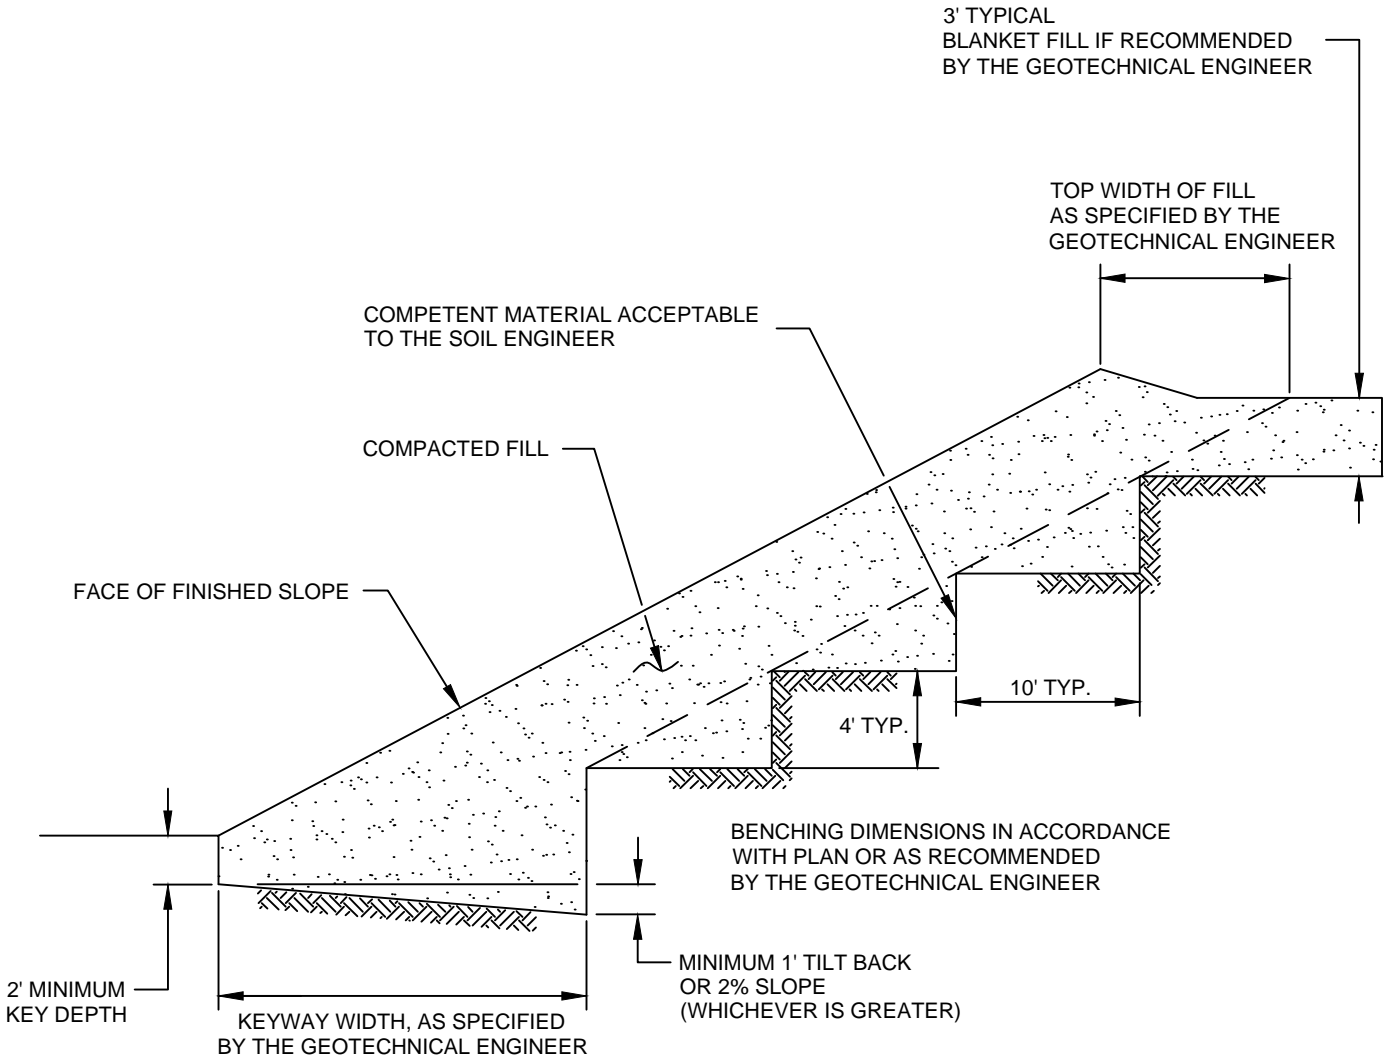 3' TYPICAL
BLANKET FILL IF RECOMMENDED
BY THE GEOTECHNICAL ENGINEER
TOP WIDTH OF FILL
AS SPECIFIED BY THE
GEOTECHNICAL ENGINEER
COMPETENT MATERIAL ACCEPTABLE
TO THE SOIL ENGINEER
COMPACTED FILL
FACE OF FINISHED SLOPE
10' TYP.
4' TYP.
BENCHING DIMENSIONS IN ACCORDANCE
WITH PLAN OR AS RECOMMENDED
BY THE GEOTECHNICAL ENGINEER
MINIMUM 1' TILT BACK
OR 2% SLOPE
(WHICHEVER IS GREATER)
2' MINIMUM
KEY DEPTH
KEYWAY WIDTH, AS SPECIFIED
BY THE GEOTECHNICAL ENGINEER